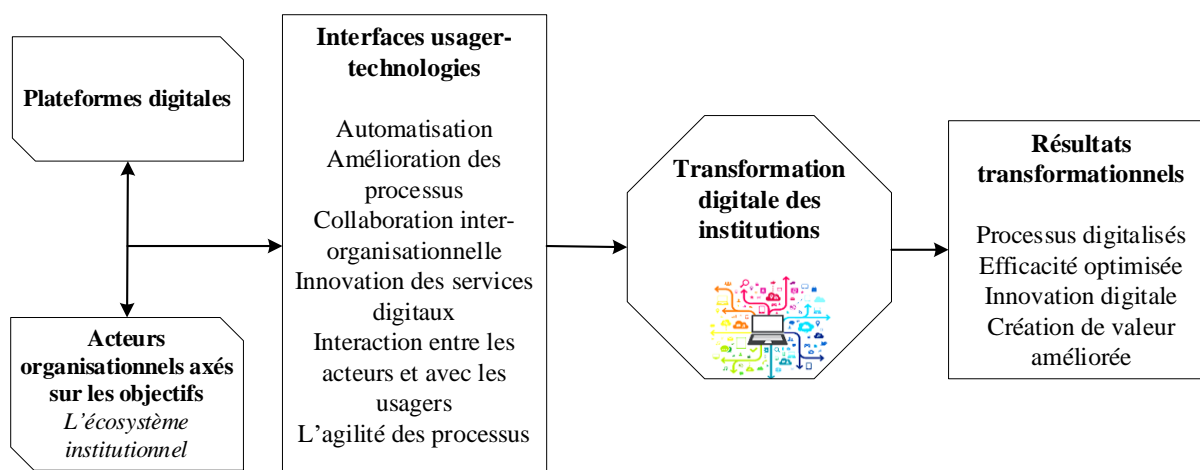 Plateformes digitales
Acteurs
organisationnels axés
sur les objectifs
L’écosystème
institutionnel
Interfaces usager-
technologies
Automatisation
Amélioration des
processus
Collaboration inter-
organisationnelle
Innovation des services
digitaux
Interaction entre les
acteurs et avec les
usagers
L’agilité des processus
Transformation
digitale des
institutions
Résultats
transformationnels
Processus digitalisés
Efficacité optimisée
Innovation digitale
Création de valeur
améliorée